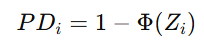 PD_i = 1 − Φ(Z_i)